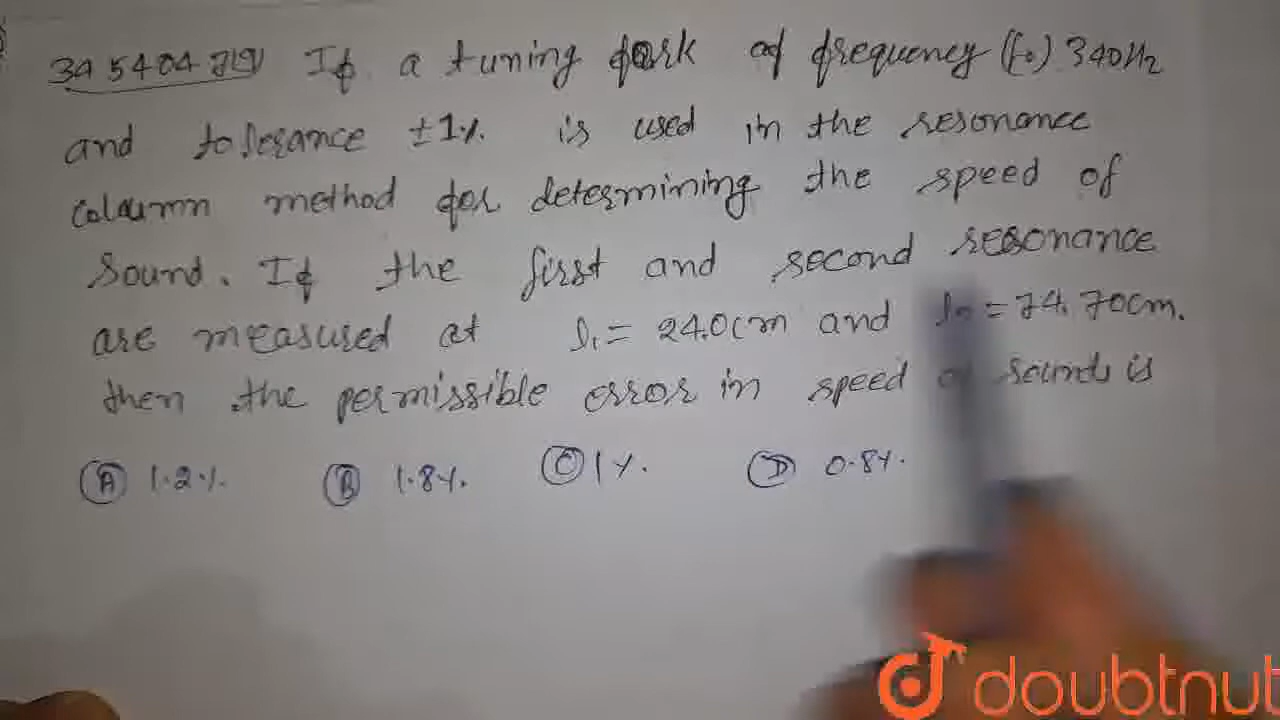 345404719 If a tuning fork of frequency (f0) 340Hz
and tolerance ±1% is used in the resonance
coloumn method for determining the speed of
sound. If the first and second resonance
are measured at l1 = 24.0cm and l2 = 74.70cm.
then the permissible error in speed of sound is
(A) 1.2% (B) 1.8% (C) 1% (D) 0.8%
doubtnut